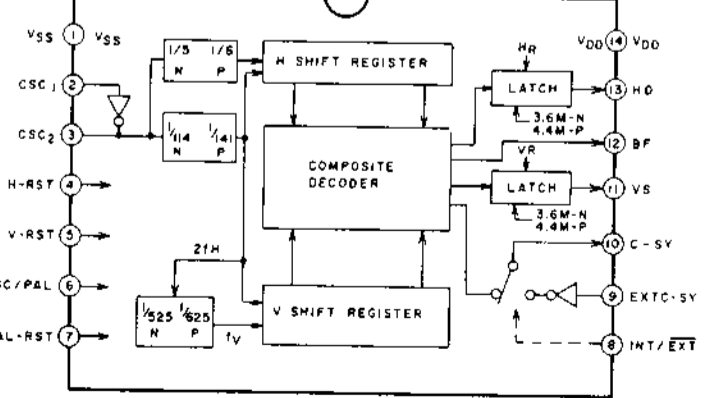 VSS 1 VSS
CSC1 2
CSC2 3
H-RST 4
V-RST 5
SC/PAL 6
AL-RST 7
1/5 1/6
N P
1/114 1/141
N P
2fH
1/525 1/625
N P
fV
H SHIFT REGISTER
COMPOSITE
DECODER
V SHIFT REGISTER
HR
LATCH
3.6M-N
4.4M-P
VR
LATCH
3.6M-N
4.4M-P
VDD 14 VDD
13 HD
12 BF
11 VS
10 C-SY
9 EXTC-SY
8 INT/EXT